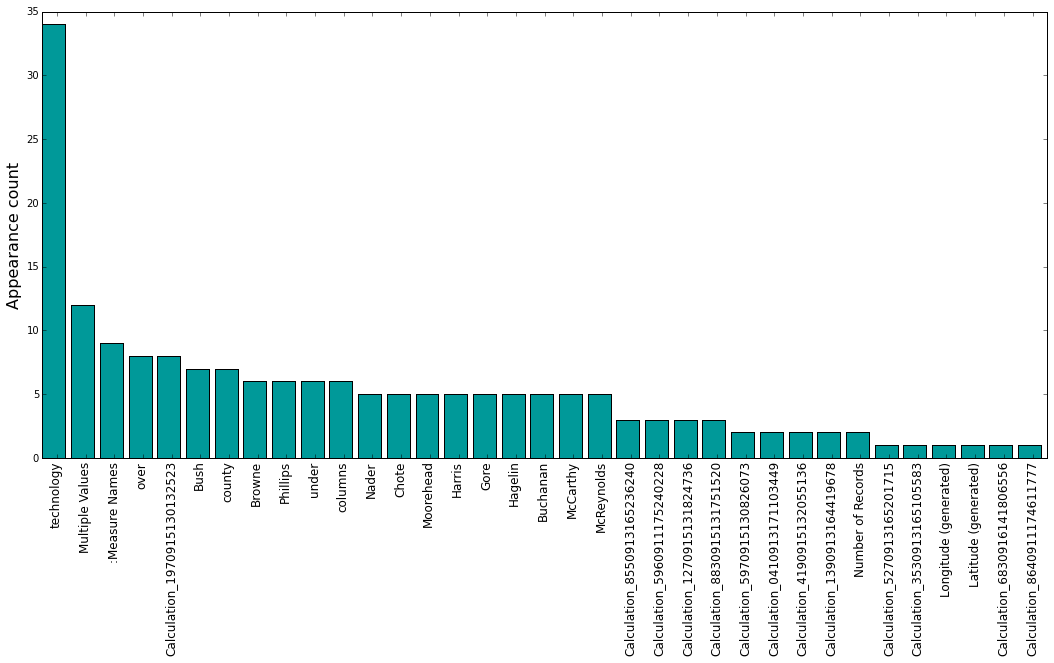 35
30
25
20
15
10
5
0
Appearance count
technology
Multiple Values
:Measure Names
over
Calculation_1970915130132523
Bush
county
Browne
Phillips
under
columns
Nader
Chote
Moorehead
Harris
Gore
Hagelin
Buchanan
McCarthy
McReynolds
Calculation_8550913165236240
Calculation_5960911175240228
Calculation_1270915131824736
Calculation_8830915131751520
Calculation_5970915130826073
Calculation_0410913171103449
Calculation_4190915132055136
Calculation_1390913164419678
Number of Records
Calculation_5270913165201715
Calculation_3530913165105583
Longitude (generated)
Latitude (generated)
Calculation_6830916141806556
Calculation_8640911174611777